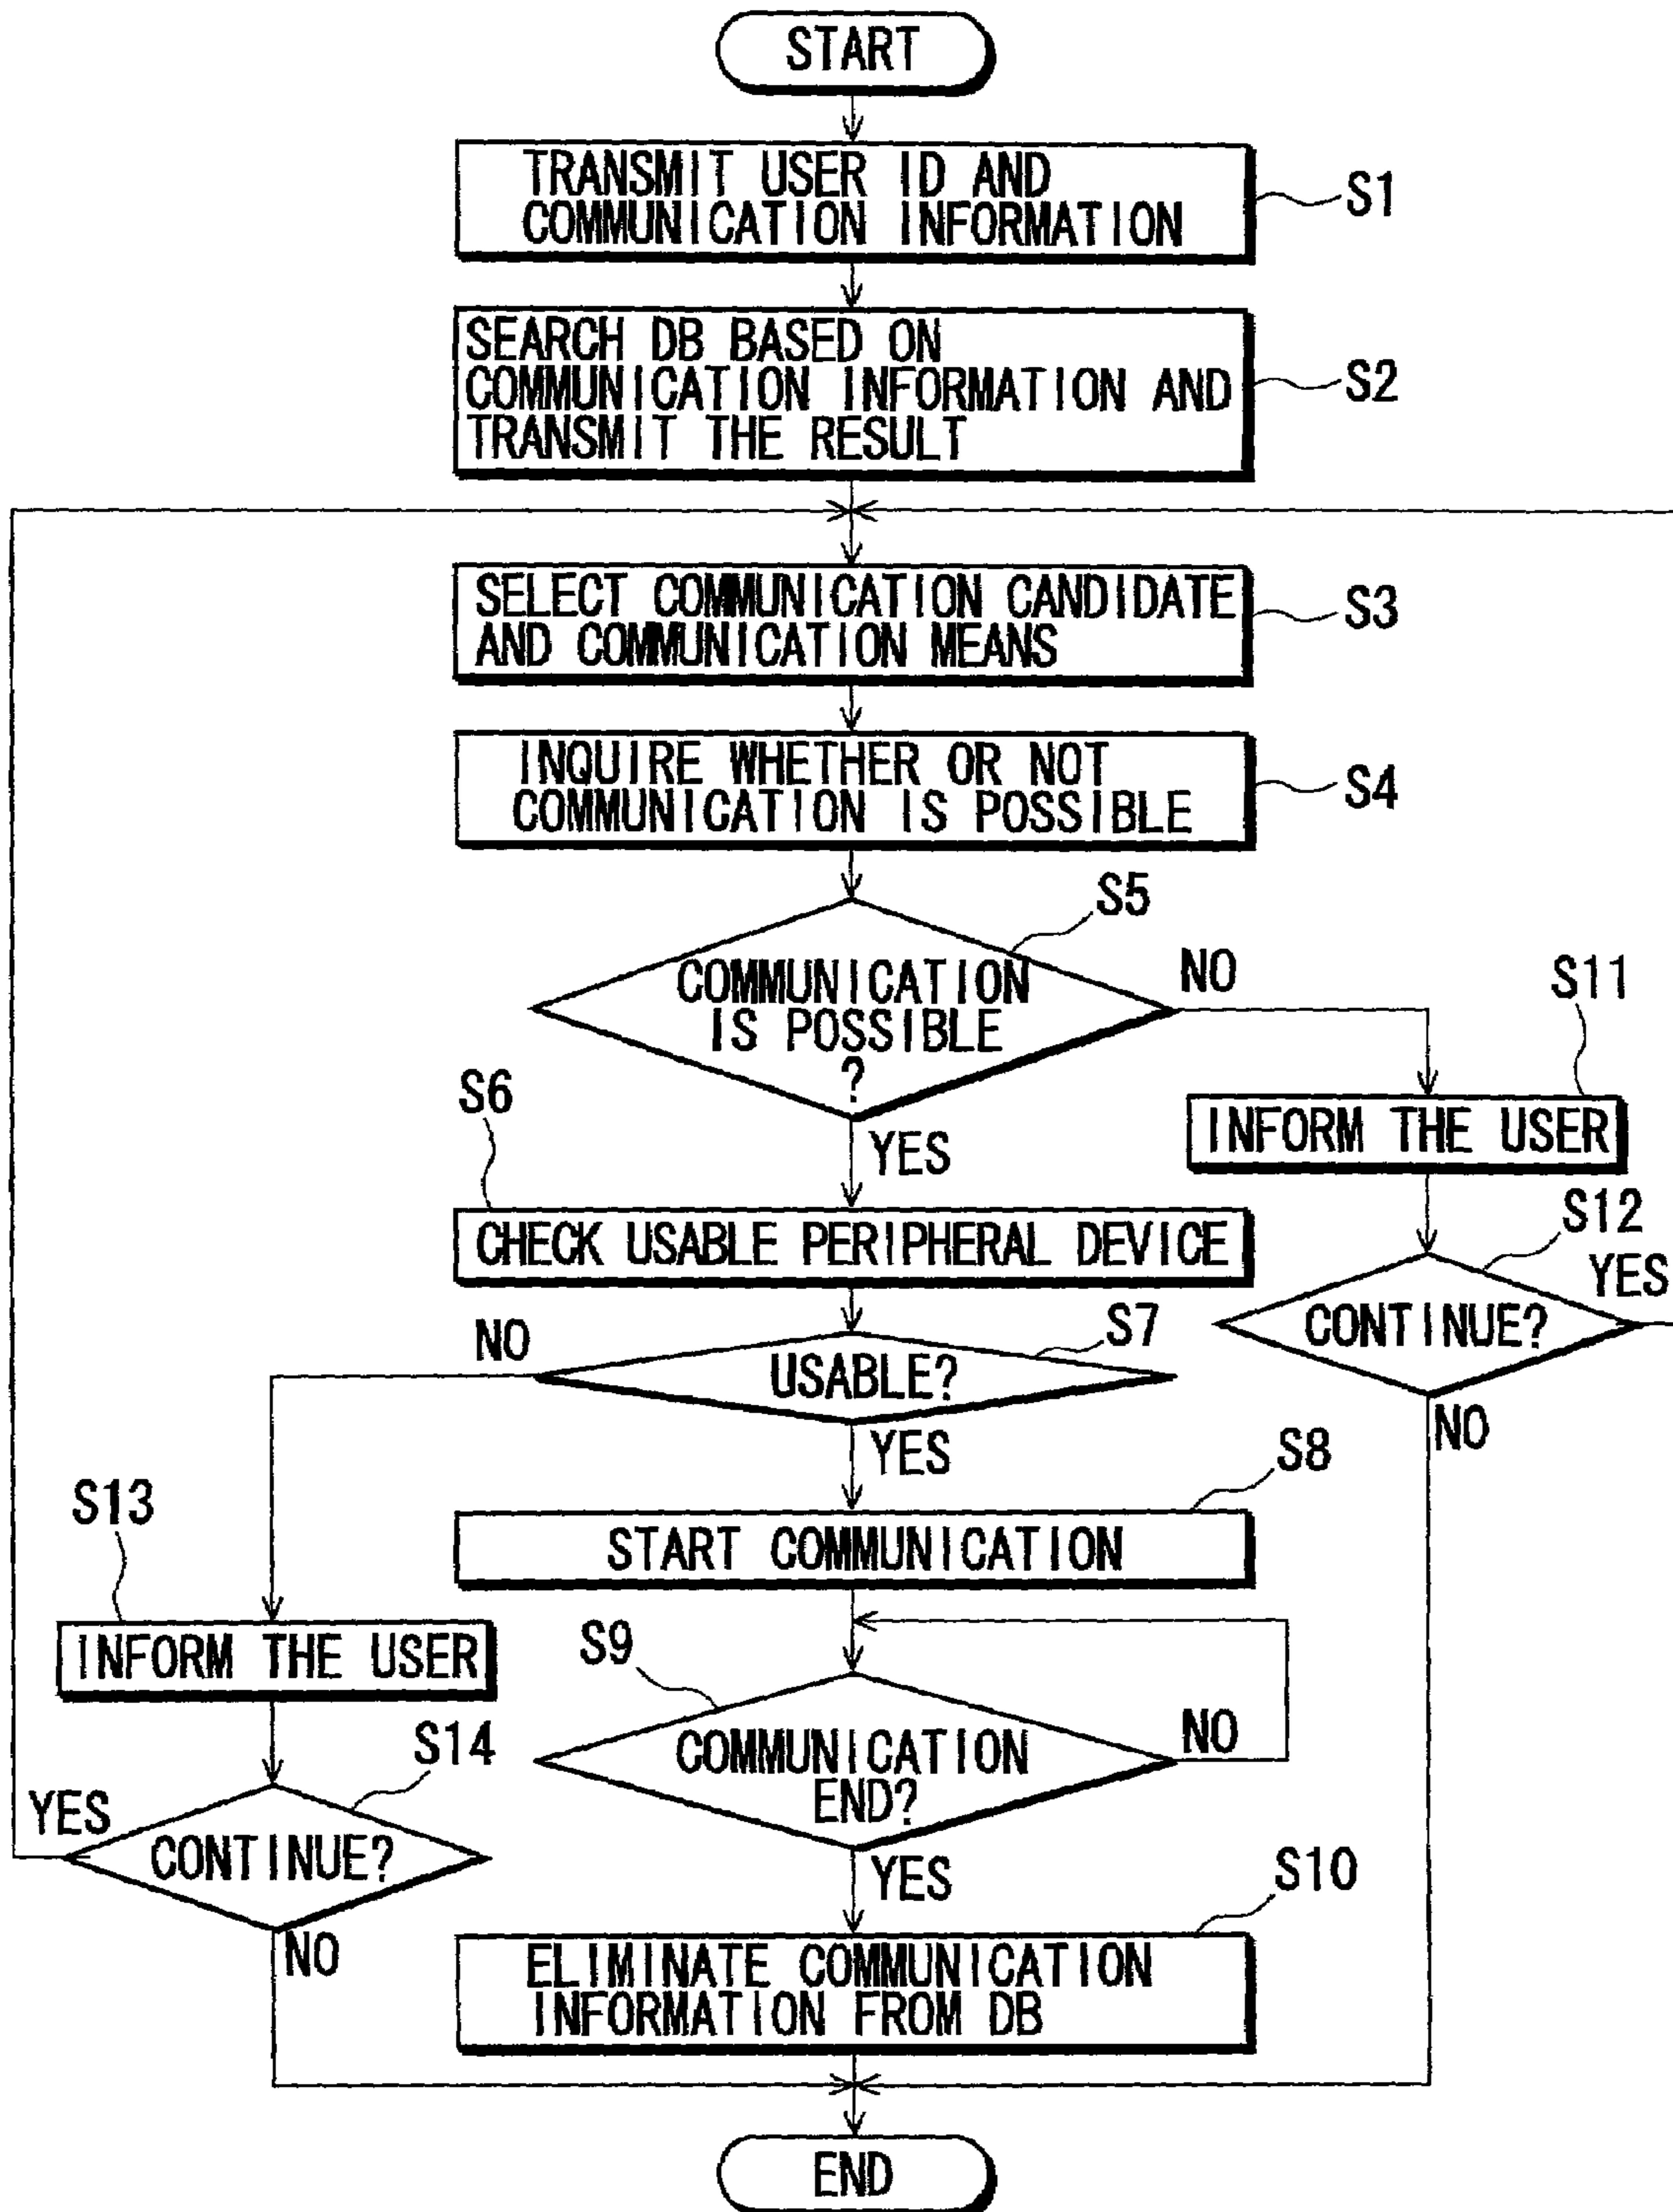 START
TRANSMIT USER ID AND
COMMUNICATION INFORMATION
S1
SEARCH DB BASED ON
COMMUNICATION INFORMATION AND
TRANSMIT THE RESULT
S2
SELECT COMMUNICATION CANDIDATE
AND COMMUNICATION MEANS
S3
INQUIRE WHETHER OR NOT
COMMUNICATION IS POSSIBLE
S4
S5
COMMUNICATION
IS POSSIBLE
?
NO
YES
S11
INFORM THE USER
S6
CHECK USABLE PERIPHERAL DEVICE
S12
CONTINUE?
YES
NO
S7
USABLE?
NO
YES
S8
START COMMUNICATION
S13
INFORM THE USER
S9
COMMUNICATION
END?
NO
YES
S14
CONTINUE?
YES
NO
S10
ELIMINATE COMMUNICATION
INFORMATION FROM DB
END